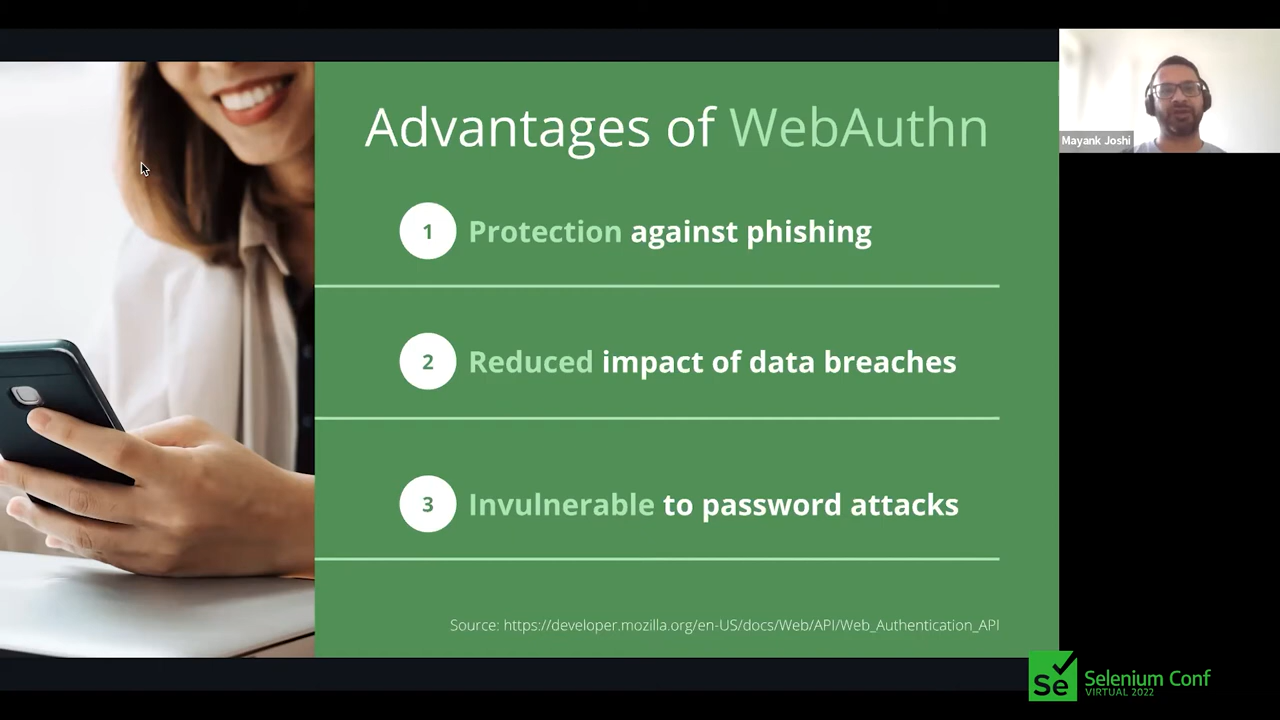 Advantages of WebAuthn
1 Protection against phishing
2 Reduced impact of data breaches
3 Invulnerable to password attacks
Source: https://developer.mozilla.org/en-US/docs/Web/API/Web_Authentication_API
Mayank Joshi
Se Selenium Conf
VIRTUAL 2022